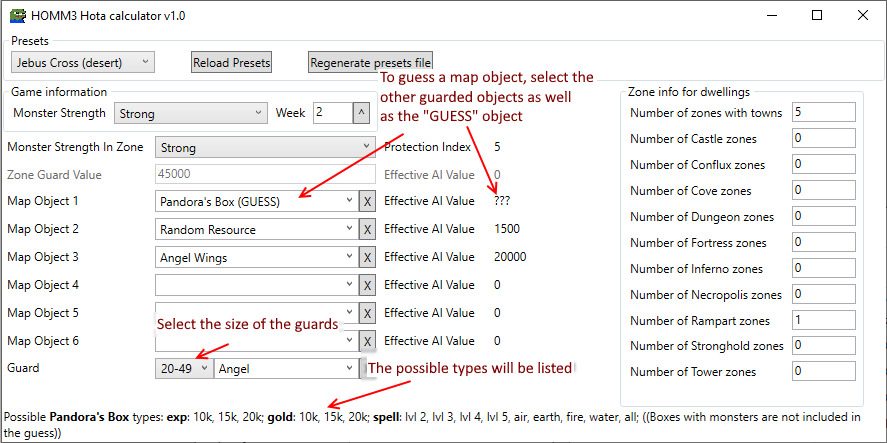 HOMM3 Hota calculator v1.0
Presets
Jebus Cross (desert)
Reload Presets
Regenerate presets file
To guess a map object, select the
other guarded objects as well
as the "GUESS" object
Game information
Monster Strength
Strong
Week
2
^
Monster Strength In Zone
Strong
Protection Index
5
Zone Guard Value
45000
Effective AI Value
0
Map Object 1
Pandora's Box (GUESS)
X
Effective AI Value
???
Map Object 2
Random Resource
X
Effective AI Value
1500
Map Object 3
Angel Wings
X
Effective AI Value
20000
Map Object 4
X
Effective AI Value
0
Map Object 5
X
Effective AI Value
0
Select the size of the guards
Map Object 6
X
Effective AI Value
0
Guard
20-49
Angel
The possible types will be listed
Zone info for dwellings
Number of zones with towns
5
Number of Castle zones
0
Number of Conflux zones
0
Number of Cove zones
0
Number of Dungeon zones
0
Number of Fortress zones
0
Number of Inferno zones
0
Number of Necropolis zones
0
Number of Rampart zones
1
Number of Stronghold zones
0
Number of Tower zones
0
Possible Pandora's Box types: exp: 10k, 15k, 20k; gold: 10k, 15k, 20k; spell: lvl 2, lvl 3, lvl 4, lvl 5, air, earth, fire, water, all; ((Boxes with monsters are not included in
the guess))